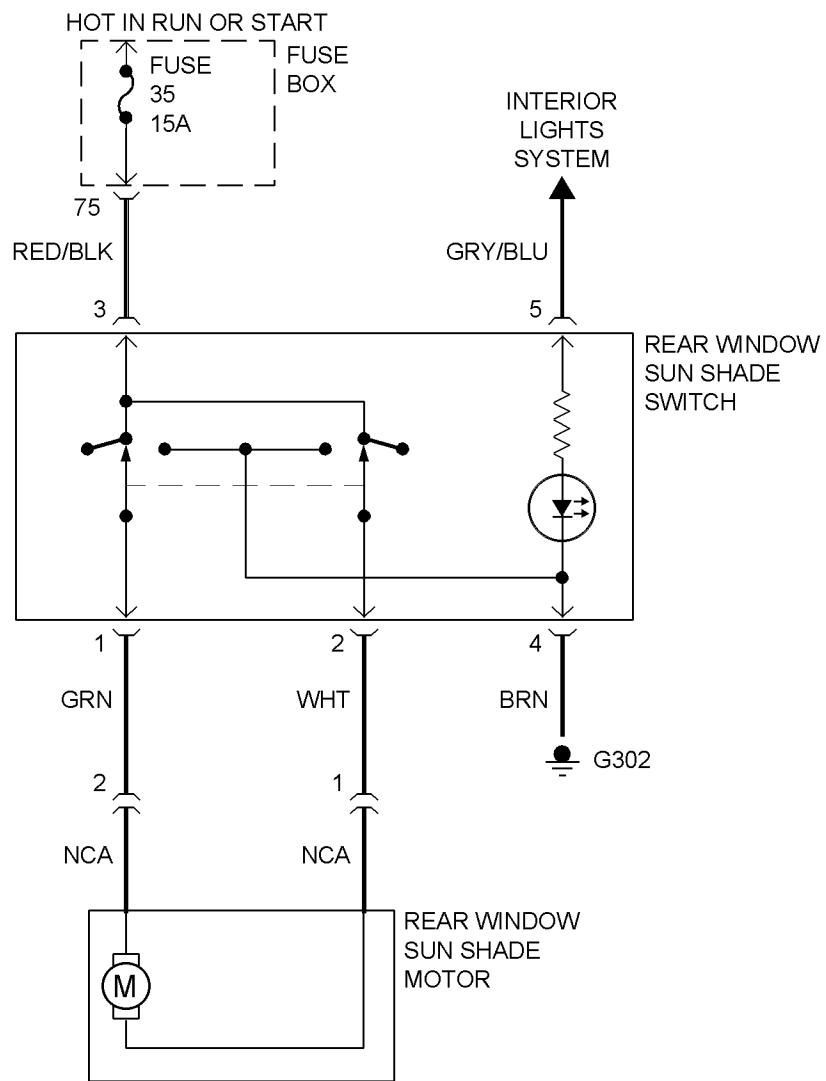 HOT IN RUN OR START
FUSE
35
15A
FUSE
BOX
INTERIOR
LIGHTS
SYSTEM
75
RED/BLK
GRY/BLU
3
5
REAR WINDOW
SUN SHADE
SWITCH
1
2
4
GRN
WHT
BRN
G302
2
1
NCA
NCA
REAR WINDOW
SUN SHADE
MOTOR
M